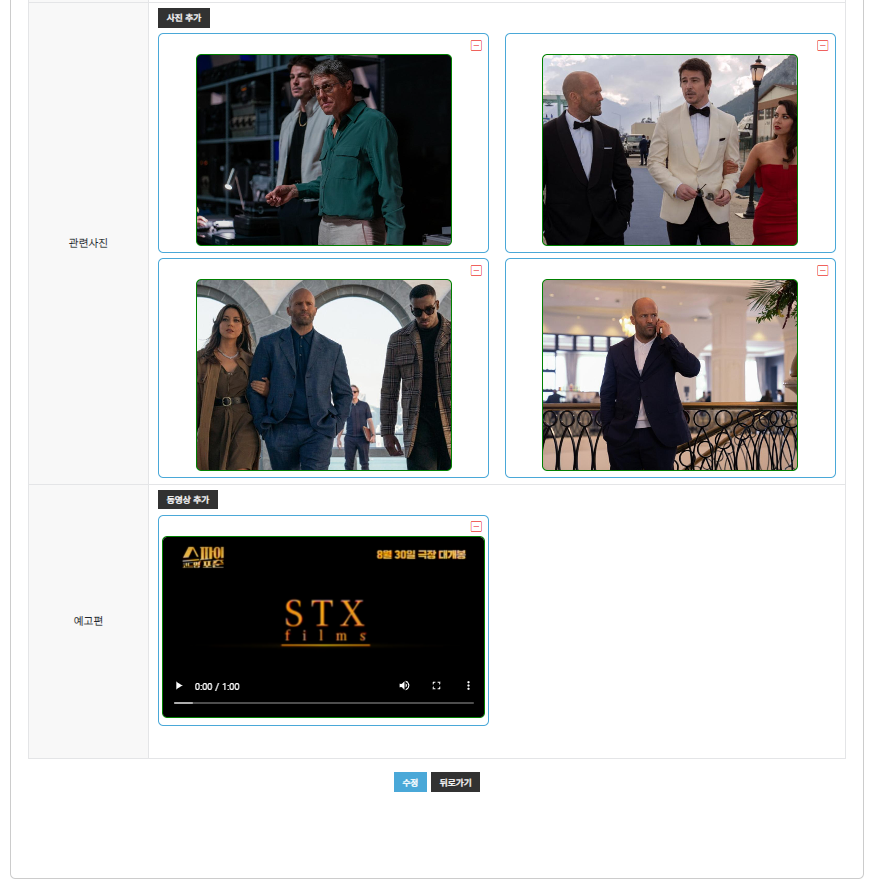 사진 추가
관련사진
동영상 추가
스파이
코드명 포춘
8월 30일 극장 대개봉
STX
films
예고편
0:00 / 1:00
수정
뒤로가기